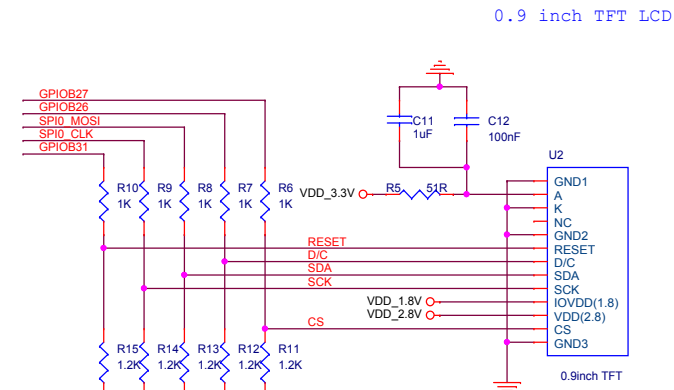 0.9 inch TFT LCD
GPIOB27
GPIOB26
SPI0_MOSI
SPI0_CLK
GPIOB31
C11
1uF
C12
100nF
U2
R10
1K
R9
1K
R8
1K
R7
1K
R6
1K
VDD_3.3V
R5
51R
GND1
A
K
NC
GND2
RESET
D/C
SDA
SCK
IOVDD(1.8)
VDD(2.8)
CS
GND3
RESET
D/C
SDA
SCK
VDD_1.8V
VDD_2.8V
CS
R15
1.2K
R14
1.2K
R13
1.2K
R12
1.2K
R11
1.2K
0.9inch TFT